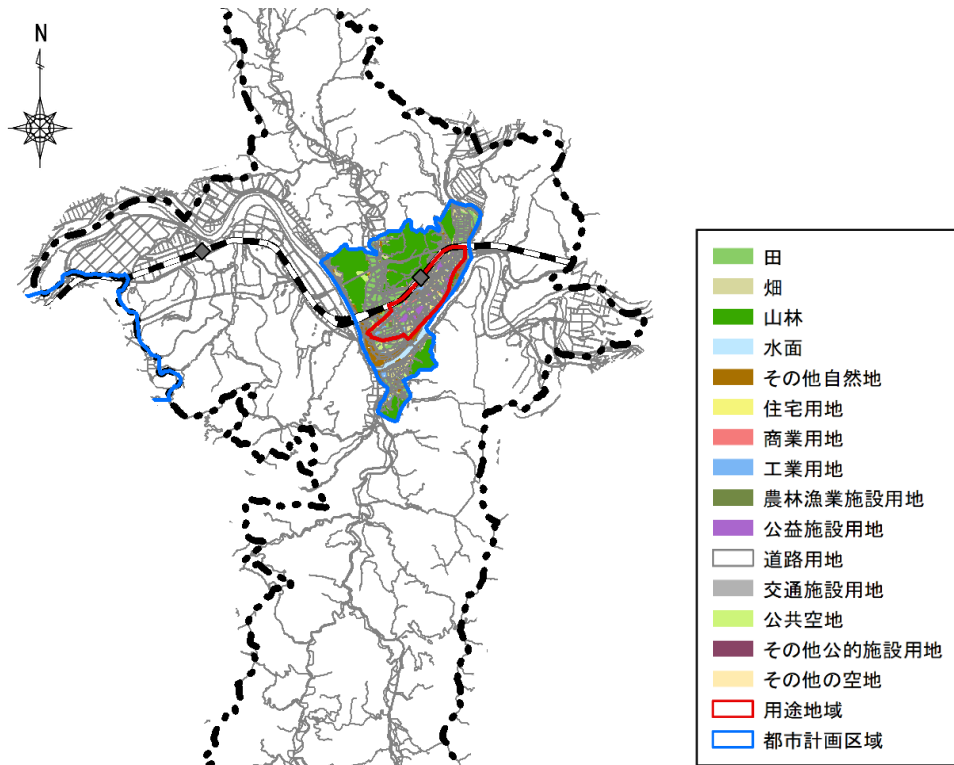 N
田
畑
山林
水面
その他自然地
住宅用地
商業用地
工業用地
農林漁業施設用地
公益施設用地
道路用地
交通施設用地
公共空地
その他公的施設用地
その他の空地
用途地域
都市計画区域